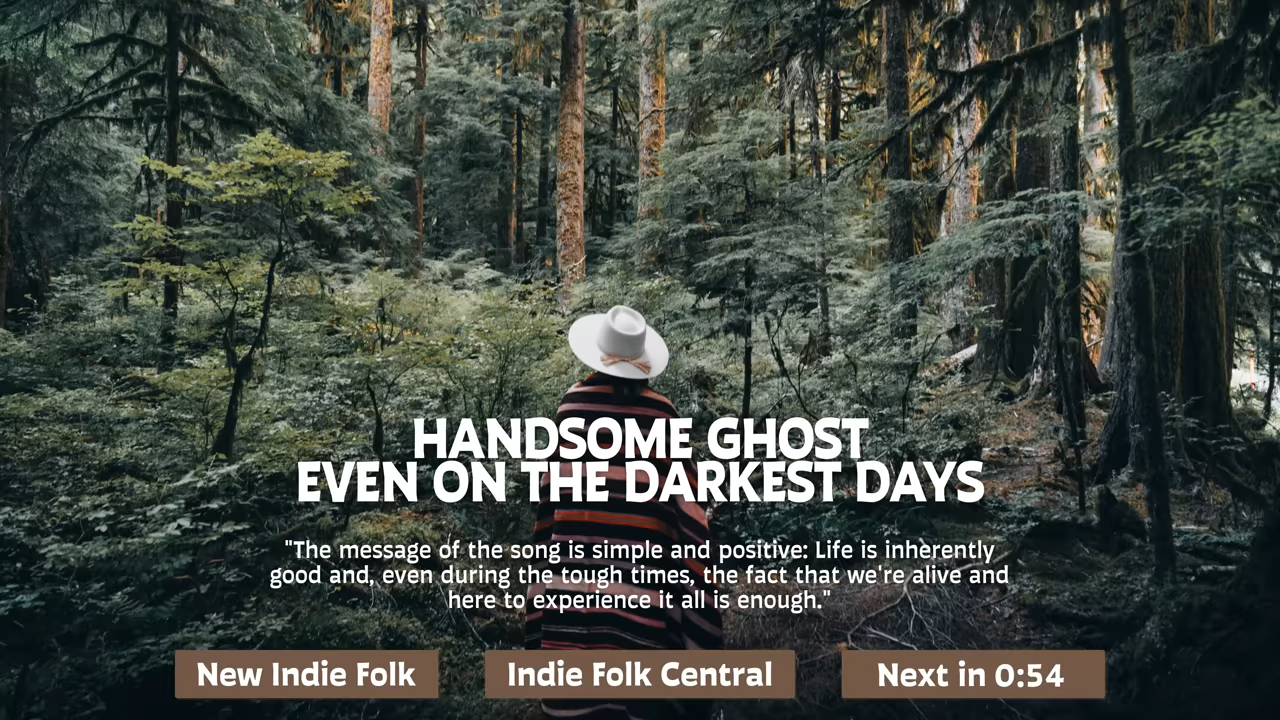 HANDSOME GHOST
EVEN ON THE DARKEST DAYS
"The message of the song is simple and positive: Life is inherently
good and, even during the tough times, the fact that we're alive and
here to experience it all is enough."
New Indie Folk
Indie Folk Central
Next in 0:54